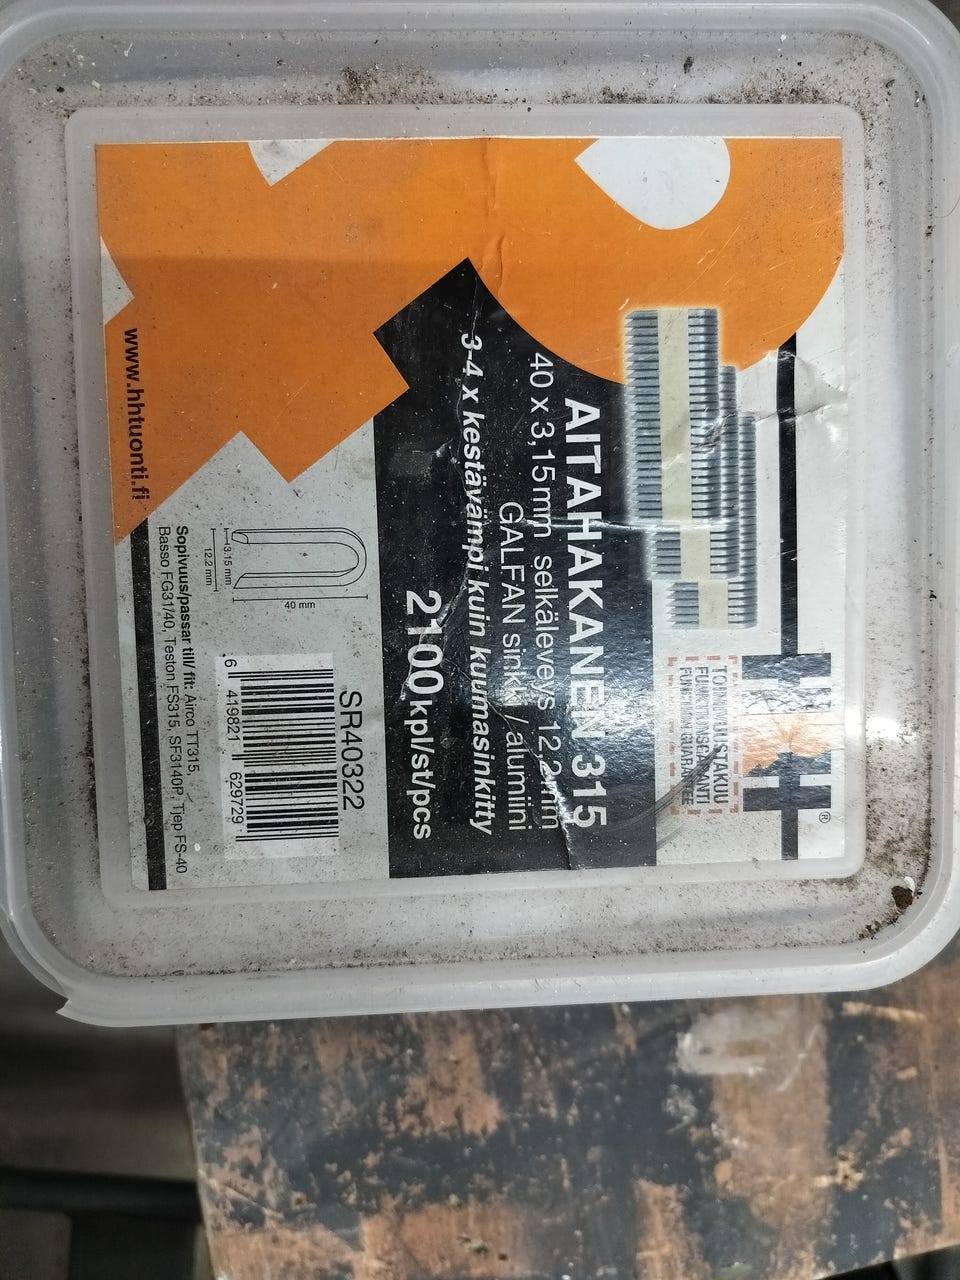 HH®
TOIMIVUUSTAKUU
FUNKTIONSGARANTI
FUNCTION GUARANTEE
AITAHAKANEN 315
40 x 3,15mm selkäleveys 12,2mm
GALFAN sinkki / alumiini
3-4 x kestävämpi kuin kuumasinkitty
2100 kpl/st/pcs
SR40322
6 419821 629729
40 mm
3.15 mm
12.2 mm
Sopivuus/passar till/ fit: Airco TT315,
Basso FG31/40, Teston FS315, SF3140P, Tjep FS-40
www.hhtuonti.fi